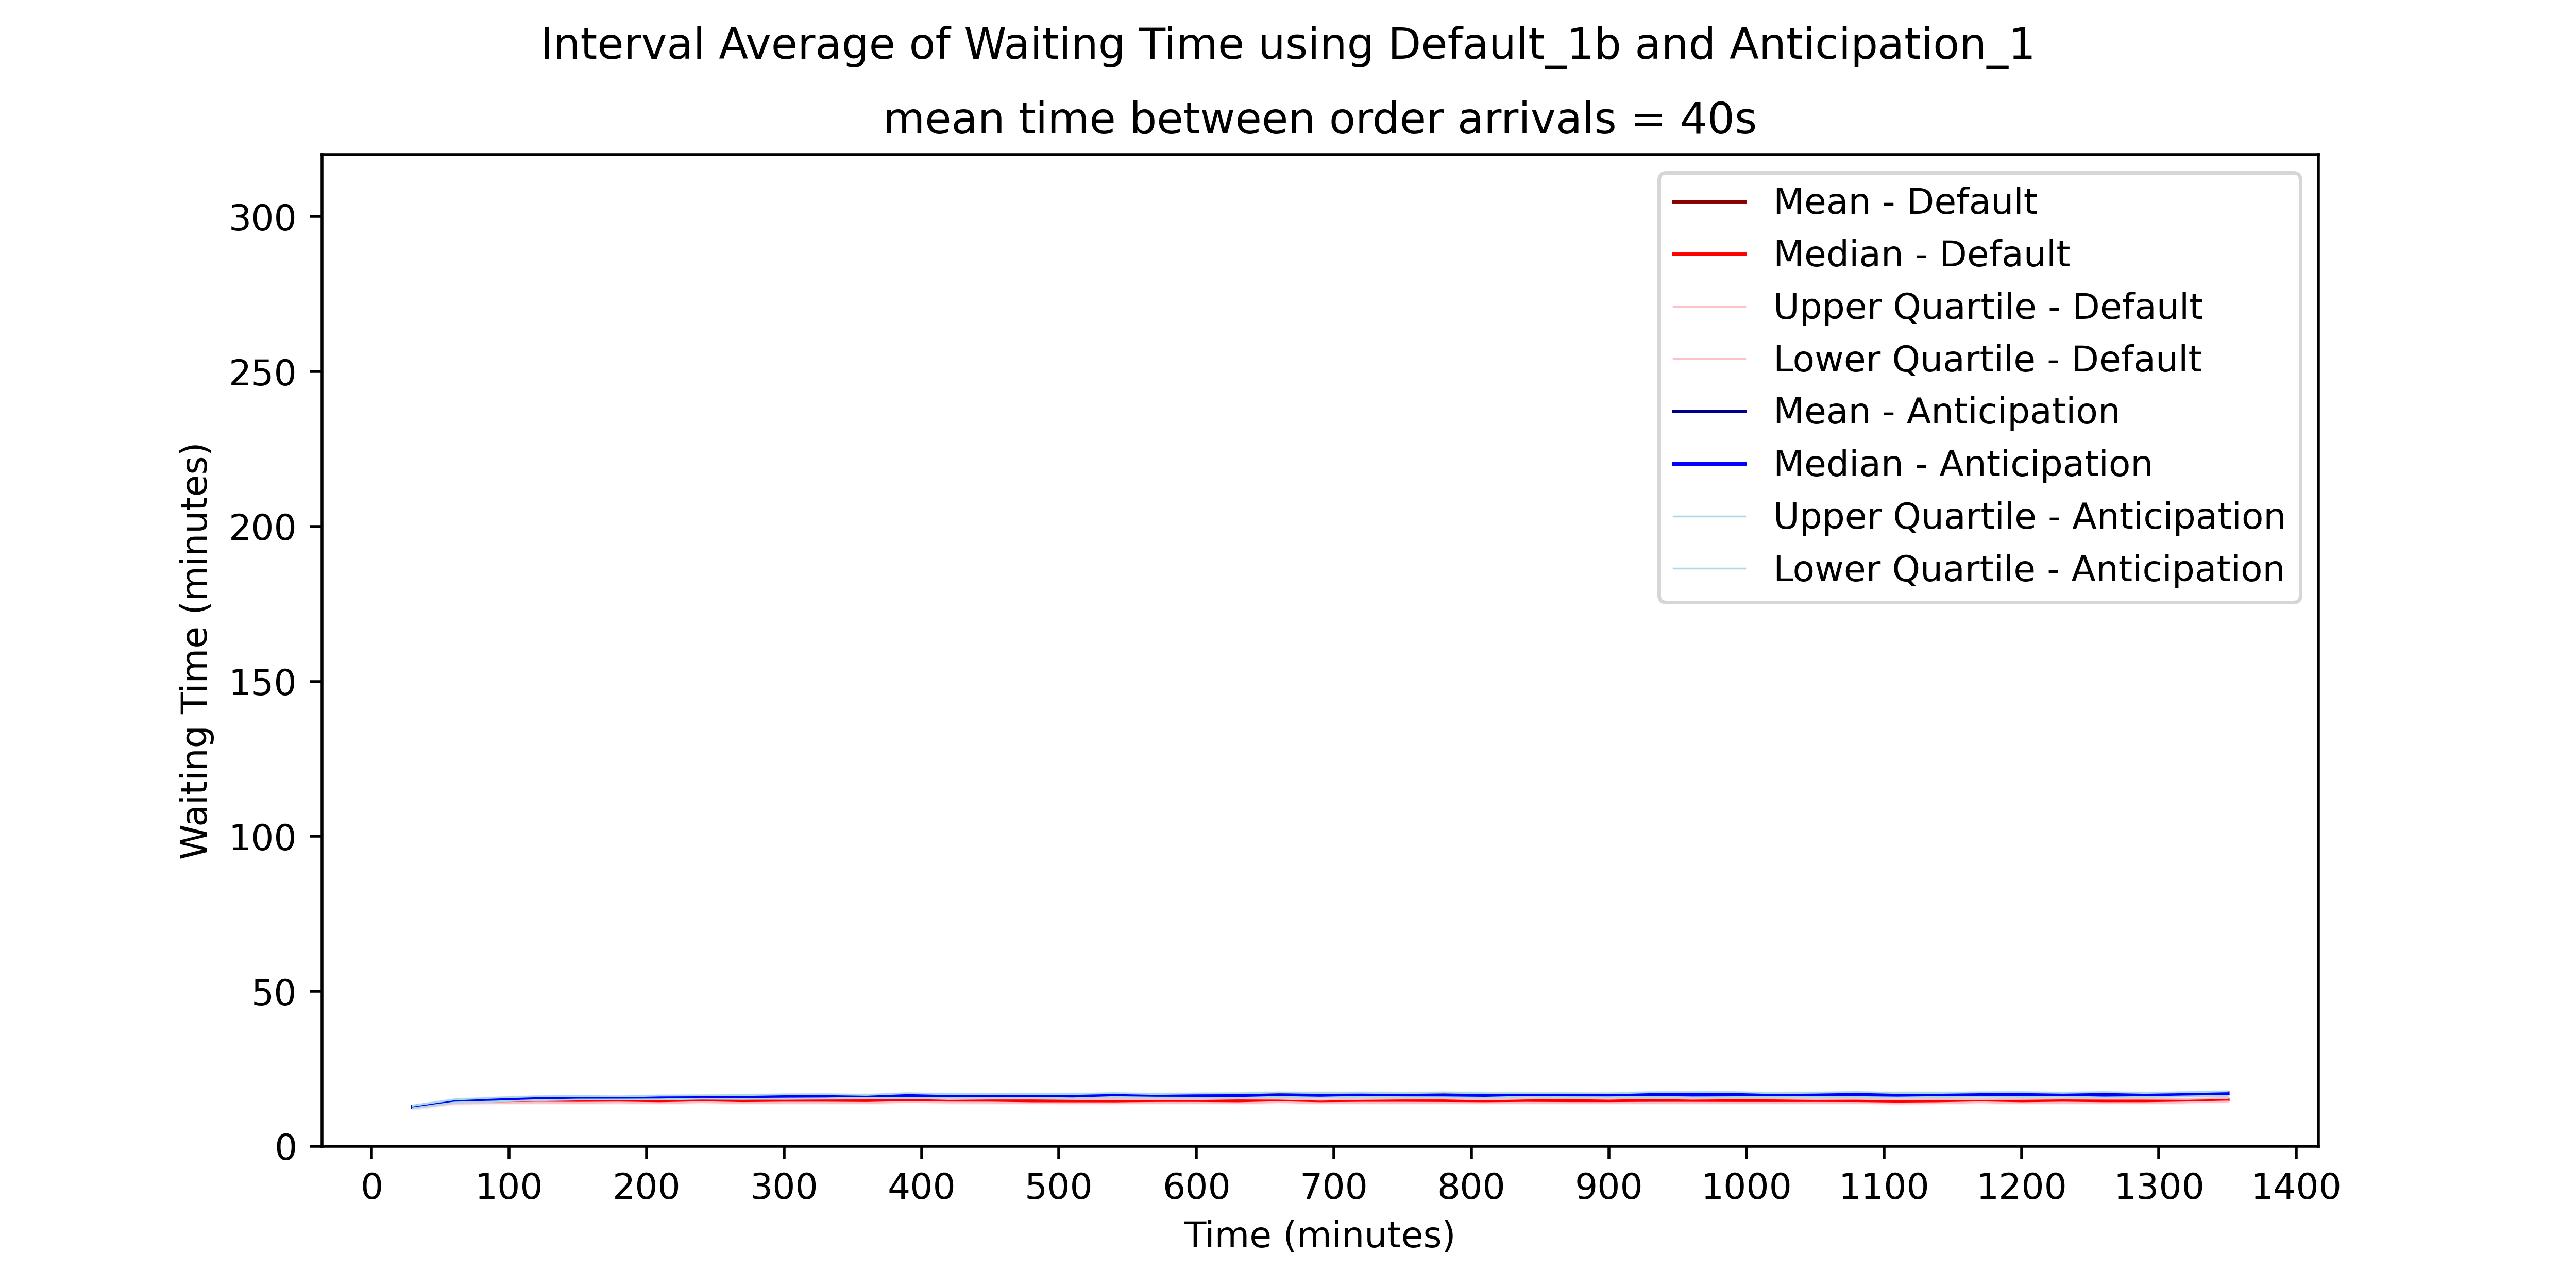 Interval Average of Waiting Time using Default_1b and Anticipation_1
mean time between order arrivals = 40s
Mean - Default
Median - Default
Upper Quartile - Default
Lower Quartile - Default
Mean - Anticipation
Median - Anticipation
Upper Quartile - Anticipation
Lower Quartile - Anticipation
Waiting Time (minutes)
300
250
200
150
100
50
0
0 100 200 300 400 500 600 700 800 900 1000 1100 1200 1300 1400
Time (minutes)